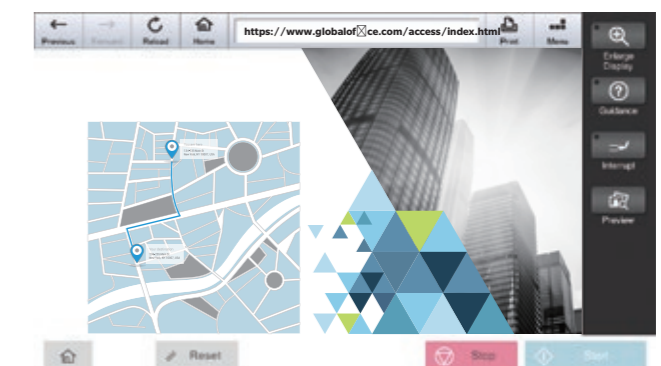 Previous
Forward
Reload
Home
https://www.globalof☒ce.com/access/index.html
Print
Menu
Enlarge
Display
Guidance
Interrupt
Preview
Reset
Stop
Start